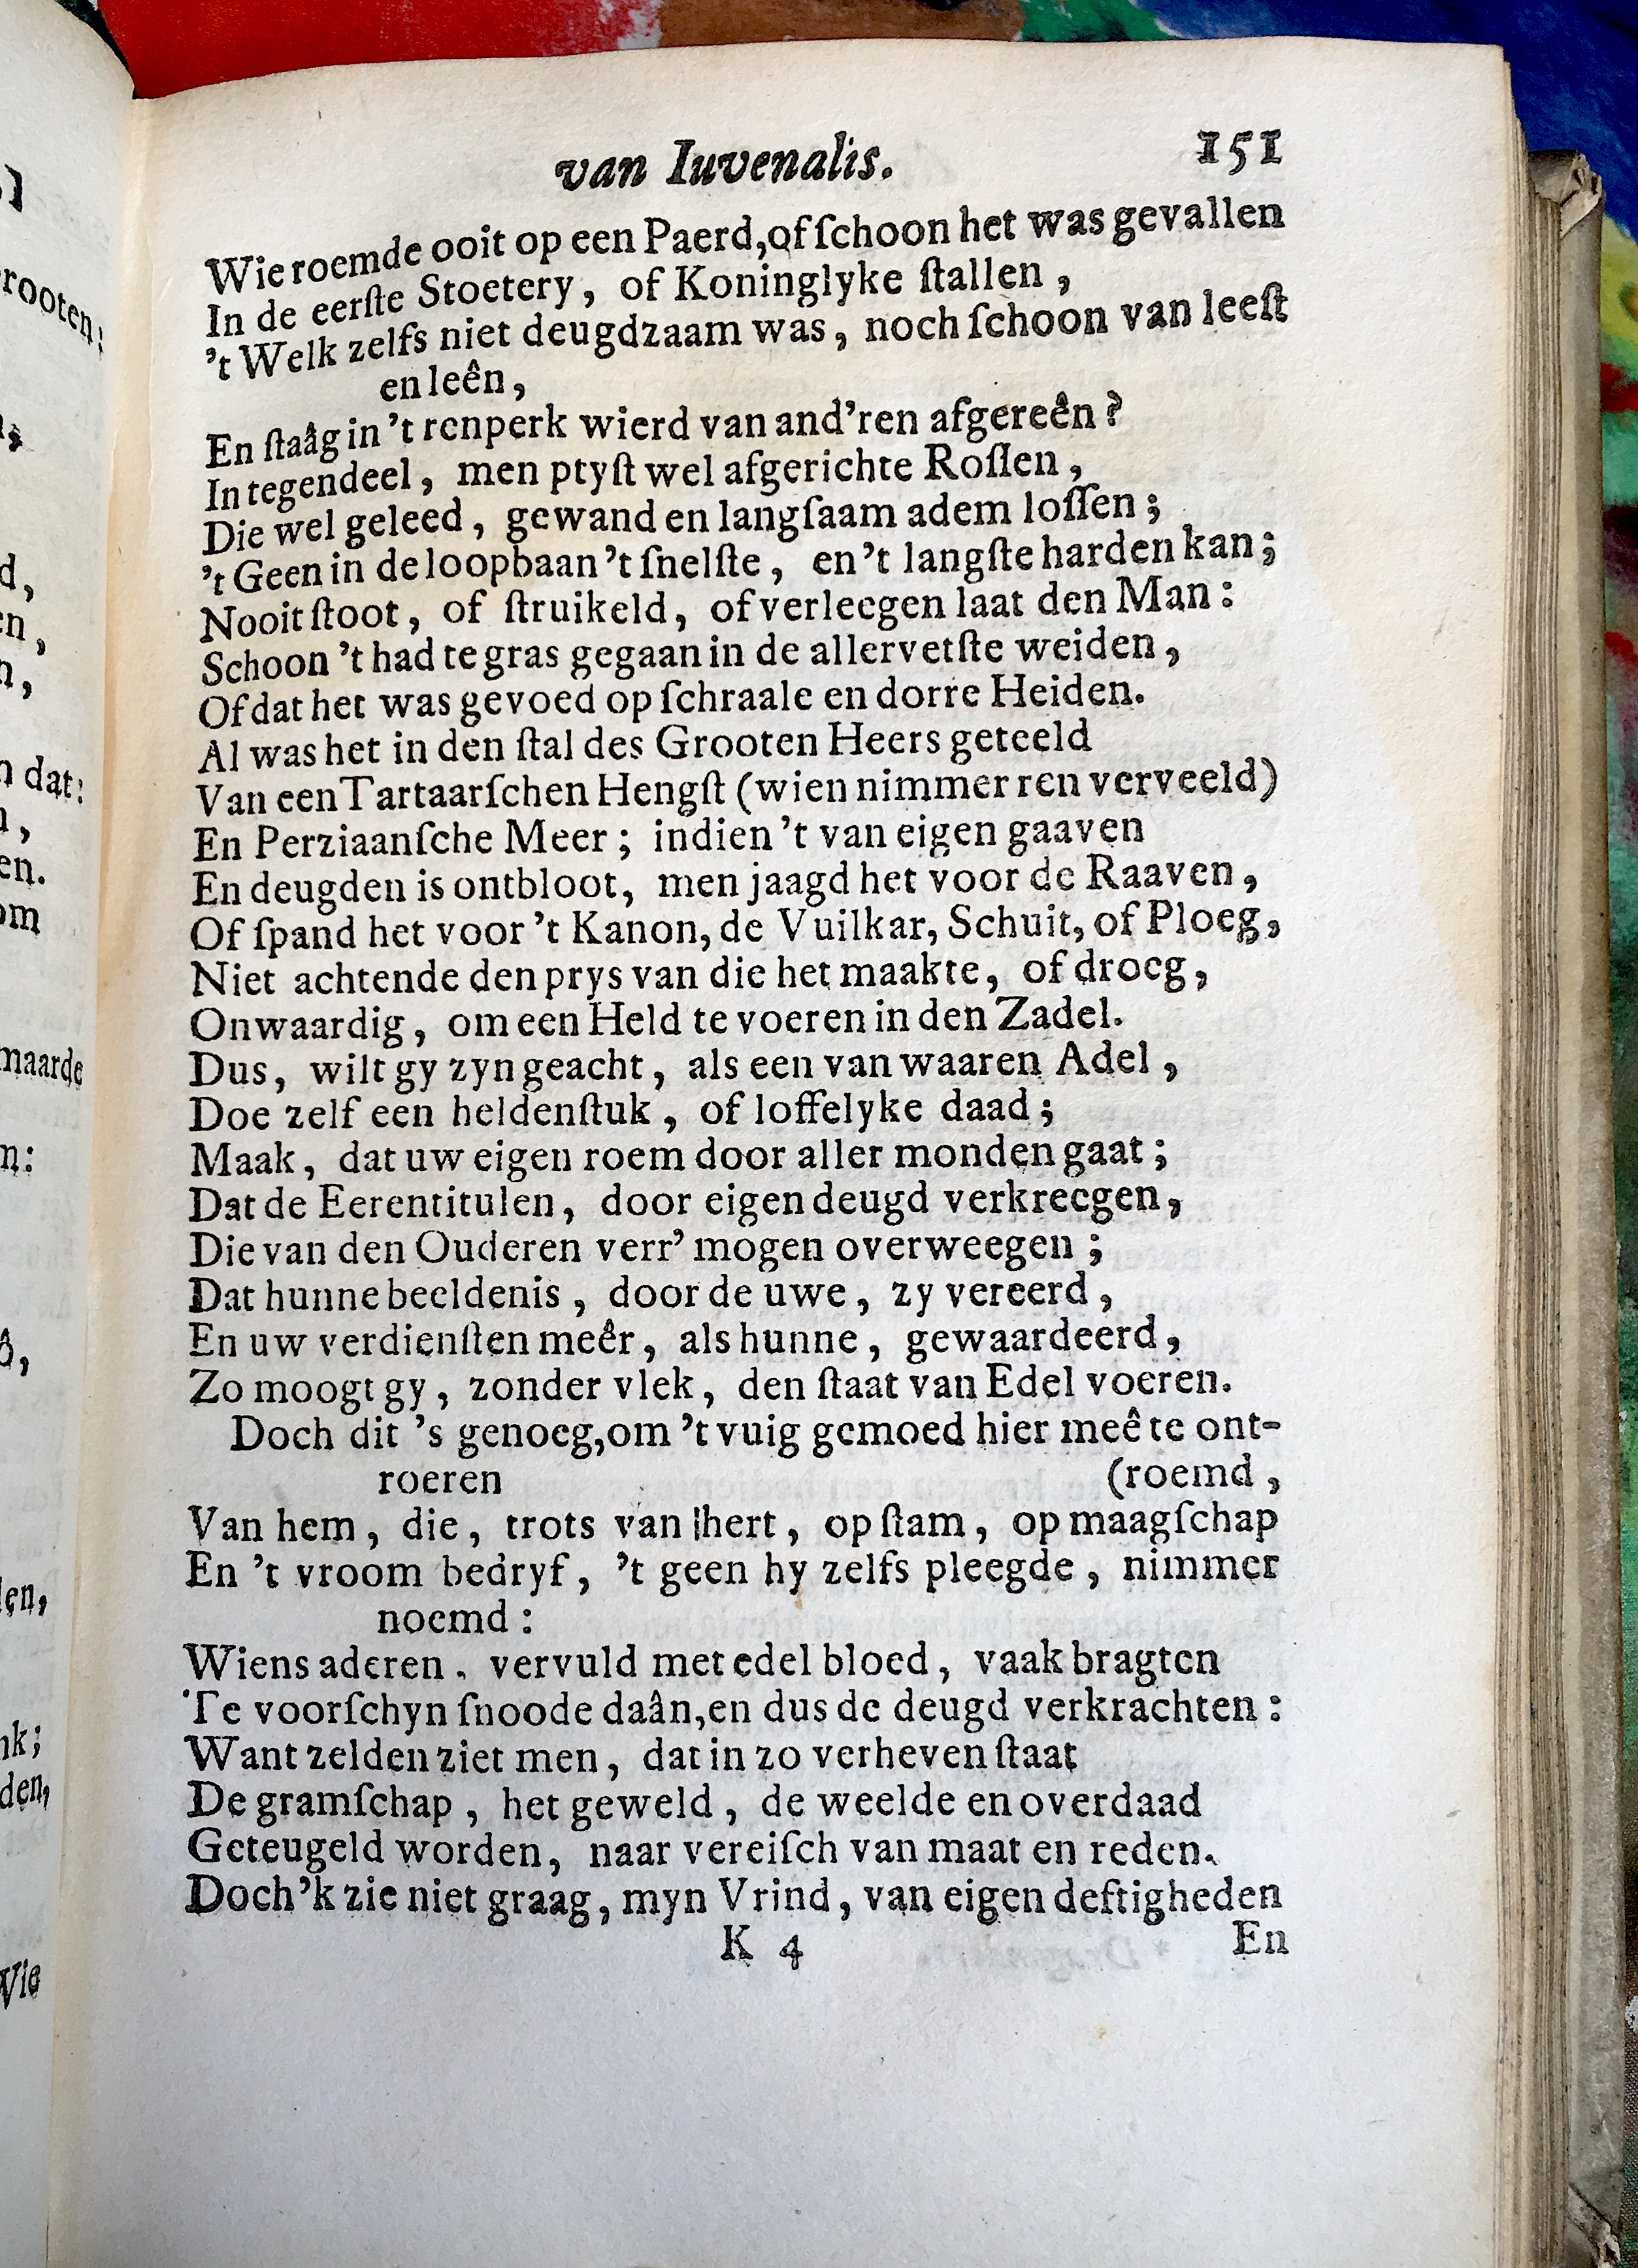 van Iuvenalis. 151
Wie roemde ooit op een Paerd, ofſchoon het was gevallen
In de eerſte Stoetery, of Koninglyke ſtallen,
't Welk zelfs niet deugdzaam was, noch ſchoon van leeſt
en leên,
En ſtaâg in 't renperk wierd van and'ren afgereên?
In tegendeel, men ptyſt wel afgerichte Roſſen,
Die wel geleed, gewand en langſaam adem loſſen;
't Geen in de loopbaan 't ſnelſte, en 't langſte harden kan;
Nooit ſtoot, of ſtruikeld, of verleegen laat den Man:
Schoon 't had te gras gegaan in de allervetſte weiden,
Of dat het was gevoed op ſchraale en dorre Heiden.
Al was het in den ſtal des Grooten Heers geteeld
Van een Tartaarſchen Hengſt (wien nimmer ren verveeld)
En Perziaanſche Meer; indien 't van eigen gaaven
En deugden is ontbloot, men jaagd het voor de Raaven,
Of ſpand het voor 't Kanon, de Vuilkar, Schuit, of Ploeg,
Niet achtende den prys van die het maakte, of droeg,
Onwaardig, om een Held te voeren in den Zadel.
Dus, wilt gy zyn geacht, als een van waaren Adel,
Doe zelf een heldenſtuk, of loffelyke daad;
Maak, dat uw eigen roem door aller monden gaat;
Dat de Eerentitulen, door eigen deugd verkreegen,
Die van den Ouderen verr' mogen overweegen;
Dat hunne beeldenis, door de uwe, zy vereerd,
En uw verdienſten meêr, als hunne, gewaardeerd,
Zo moogt gy, zonder vlek, den ſtaat van Edel voeren.
Doch dit 's genoeg, om 't vuig gemoed hier meê te ont-
roeren (roemd,
Van hem, die, trots van hert, op ſtam, op maagſchap
En 't vroom bedryf, 't geen hy zelfs pleegde, nimmer
noemd:
Wiens aderen. vervuld met edel bloed, vaak bragten
Te voorſchyn ſnoode daân, en dus de deugd verkrachten:
Want zelden ziet men, dat in zo verheven ſtaat
De gramſchap, het geweld, de weelde en overdaad
Geteugeld worden, naar vereiſch van maat en reden.
Doch 'k zie niet graag, myn Vrind, van eigen deftigheden
K 4 En